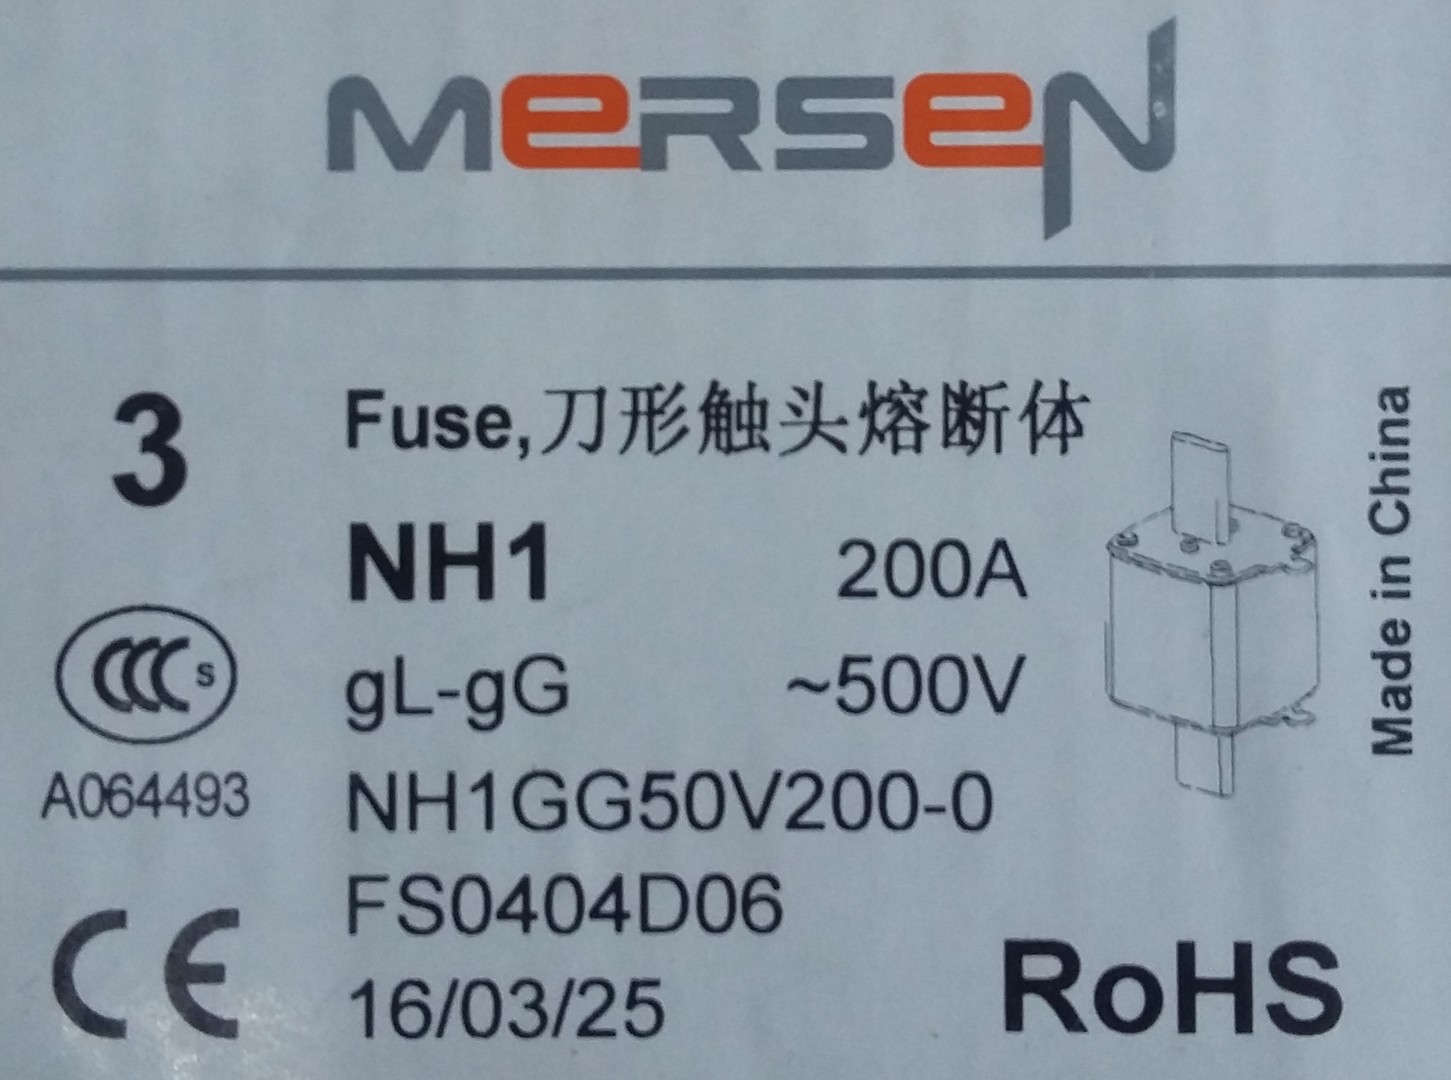 MERSEN
3
Fuse,刀形触头熔断体
NH1 200A
gL-gG ~500V
CCC S
A064493
NH1GG50V200-0
FS0404D06
16/03/25
CE
RoHS
Made in China